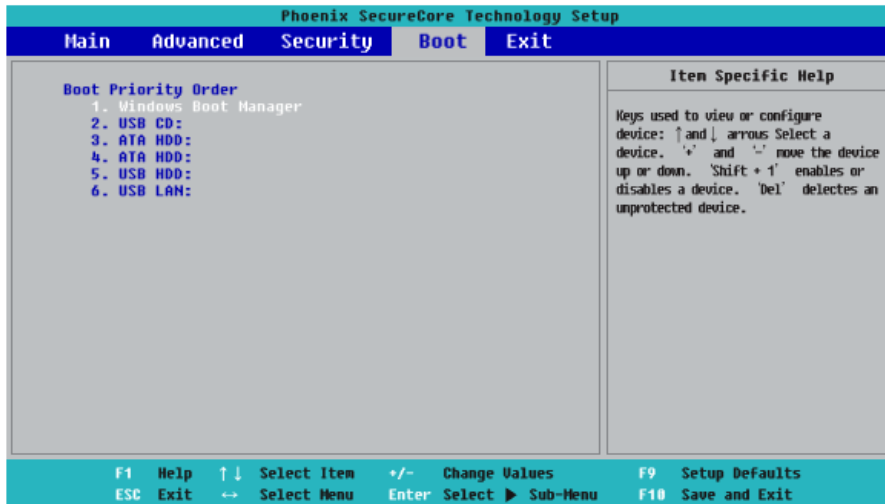 Phoenix SecureCore Technology Setup
Main Advanced Security Boot Exit
Boot Priority Order
1. Windows Boot Manager
2. USB CD:
3. ATA HDD:
4. ATA HDD:
5. USB HDD:
6. USB LAN:
Item Specific Help
Keys used to view or configure
device: ↑and↓ arrows Select a
device. '+' and '-' move the device
up or down. 'Shift + 1' enables or
disables a device. 'Del' delectes an
unprotected device.
F1 Help ↑↓ Select Item +/- Change Values F9 Setup Defaults
ESC Exit ↔ Select Menu Enter Select ▶ Sub-Menu F10 Save and Exit